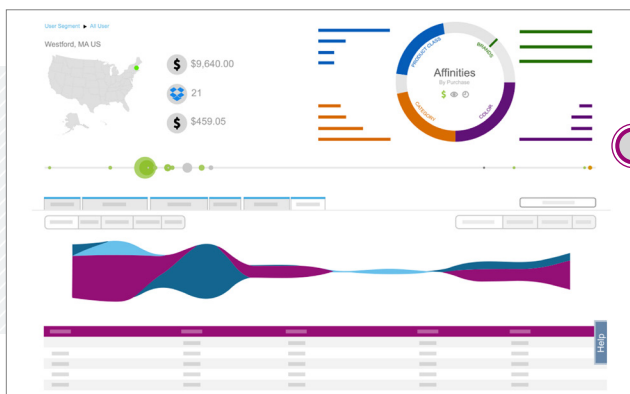 User Segment ▶ All User
Westford, MA US
$ $9,640.00
21
$ $459.05
PRODUCT CLASS
BRANDS
Affinities
By Purchase
$
CATEGORY
COLOR
Help